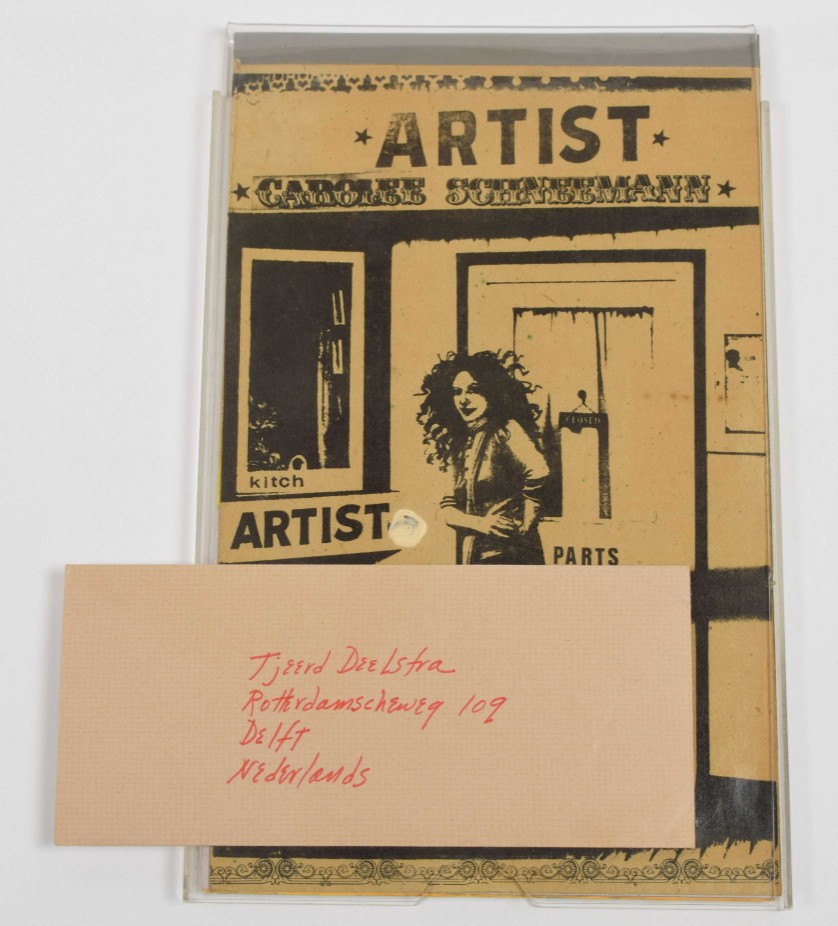 ARTIST
CAROLEE SCHNEEMANN
CLOSED
kitch
ARTIST
PARTS
Tjeerd Deelstra
Rotterdamscheweg 109
Delft
Nederlands